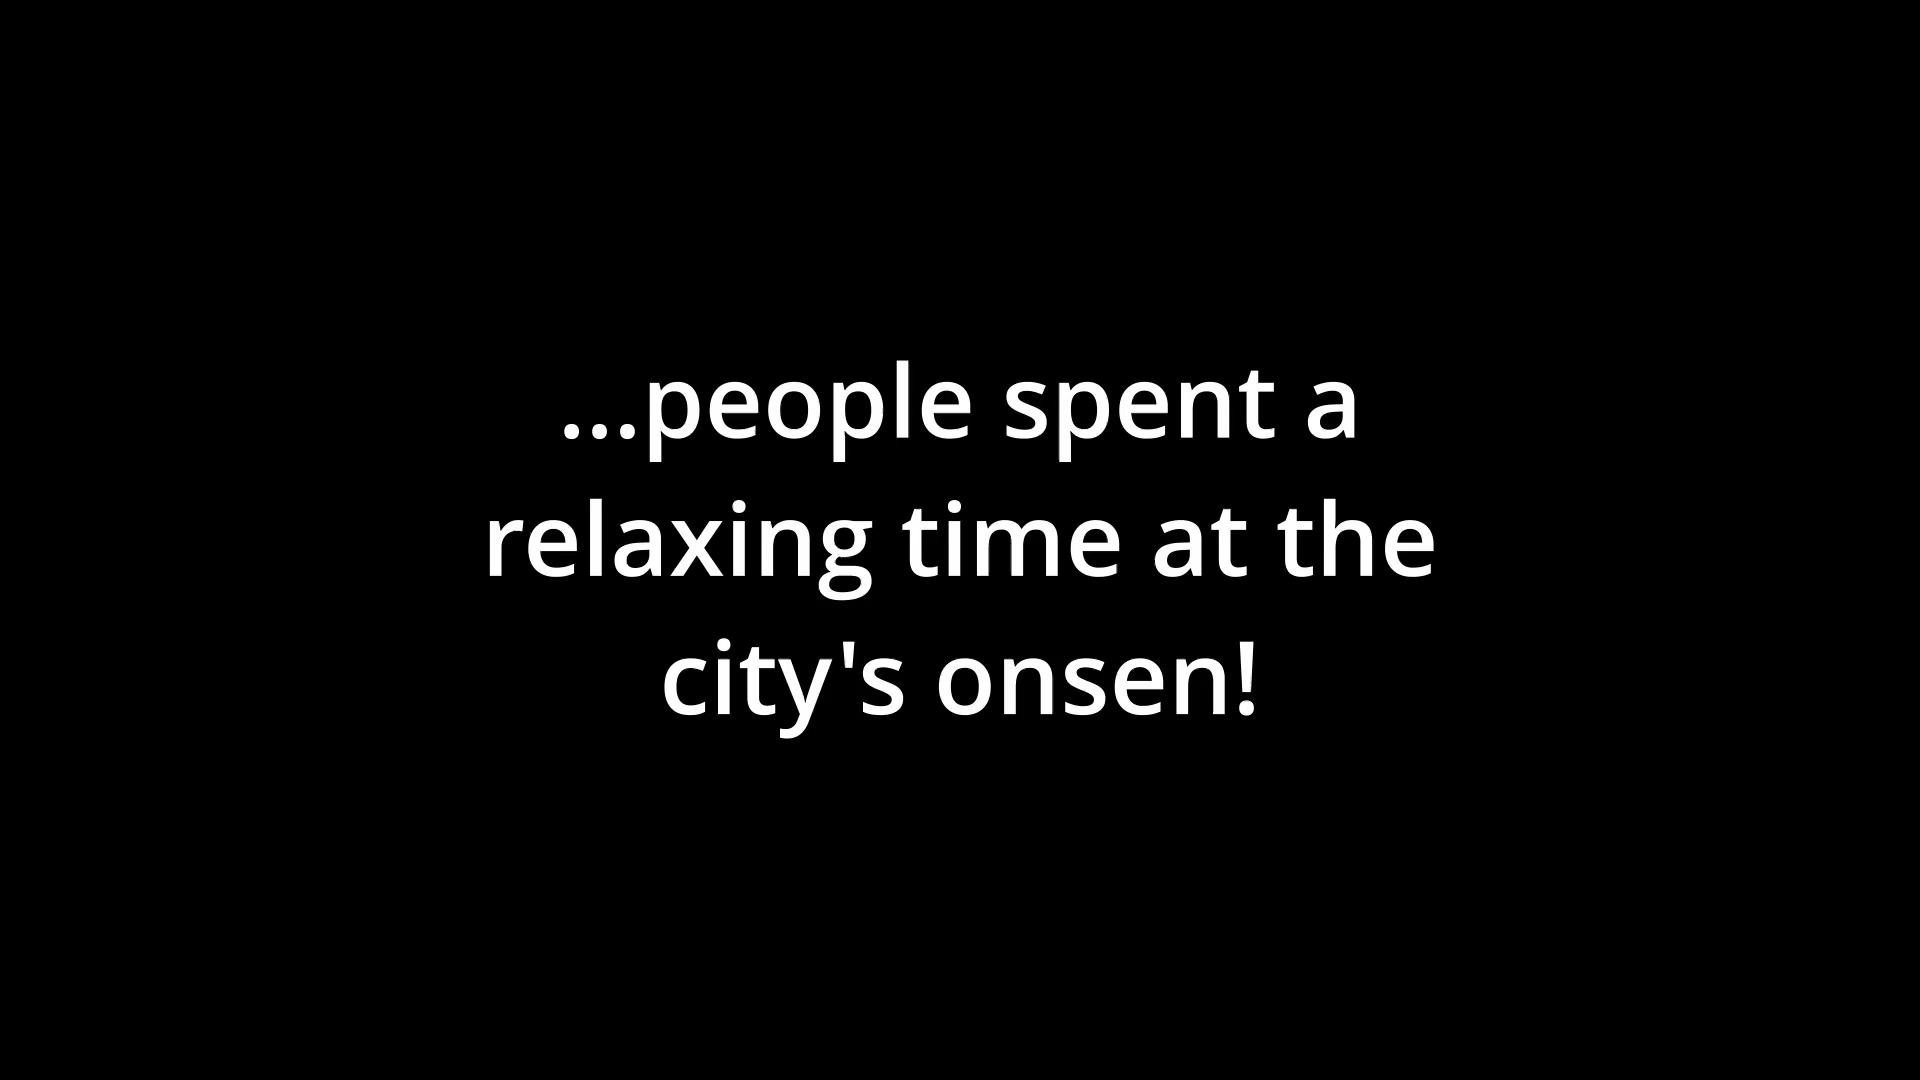 ...people spent a
relaxing time at the
city's onsen!